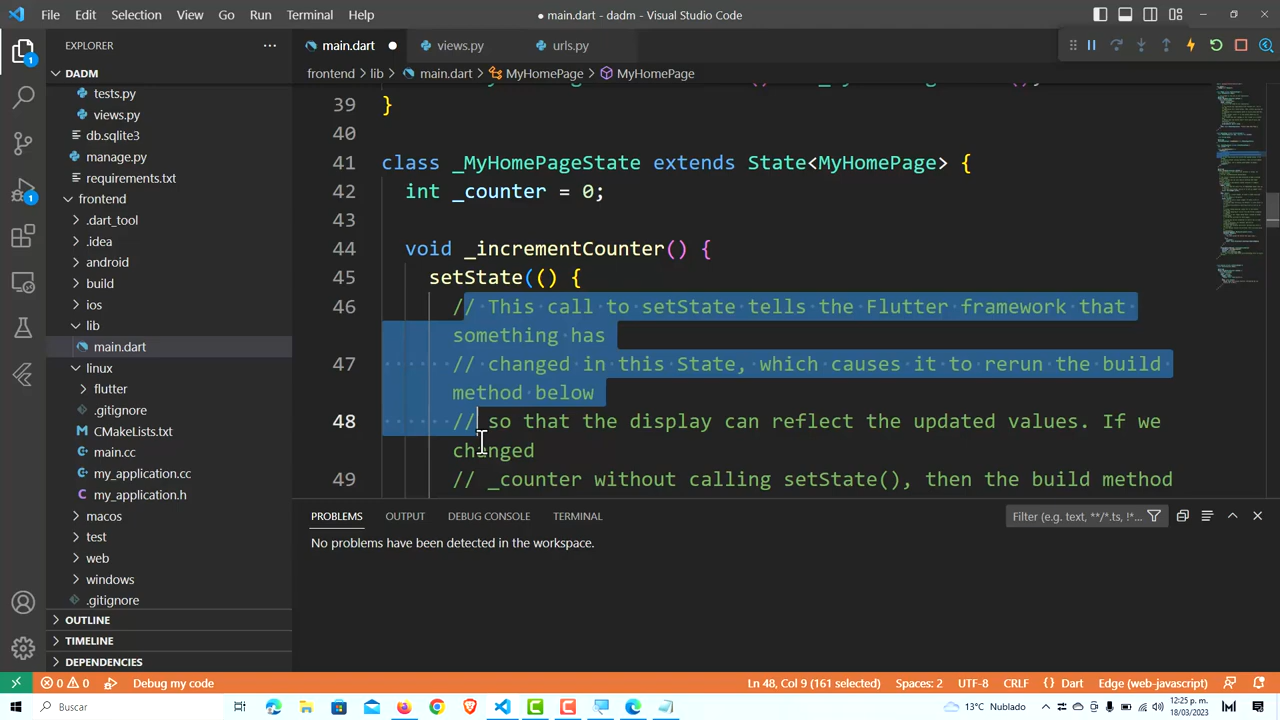 File Edit Selection View Go Run Terminal Help
● main.dart - dadm - Visual Studio Code
EXPLORER
DADM
tests.py
views.py
db.sqlite3
manage.py
requirements.txt
frontend
.dart_tool
.idea
android
build
ios
lib
main.dart
linux
flutter
.gitignore
CMakeLists.txt
main.cc
my_application.cc
my_application.h
macos
test
web
windows
.gitignore
OUTLINE
TIMELINE
DEPENDENCIES
1
1
main.dart ● views.py urls.py
frontend > lib > main.dart > MyHomePage > MyHomePage
39 }
40
41 class _MyHomePageState extends State<MyHomePage> {
42 int _counter = 0;
43
44 void _incrementCounter() {
45 setState(() {
46 // This call to setState tells the Flutter framework that
something has
47 // changed in this State, which causes it to rerun the build
method below
48 // so that the display can reflect the updated values. If we
changed
49 // _counter without calling setState(), then the build method
PROBLEMS OUTPUT DEBUG CONSOLE TERMINAL
Filter (e.g. text, **/*.ts, !*...
No problems have been detected in the workspace.
0 0 Debug my code
Ln 48, Col 9 (161 selected) Spaces: 2 UTF-8 CRLF {} Dart Edge (web-javascript)
Buscar
13°C Nublado
12:25 p. m.
18/03/2023